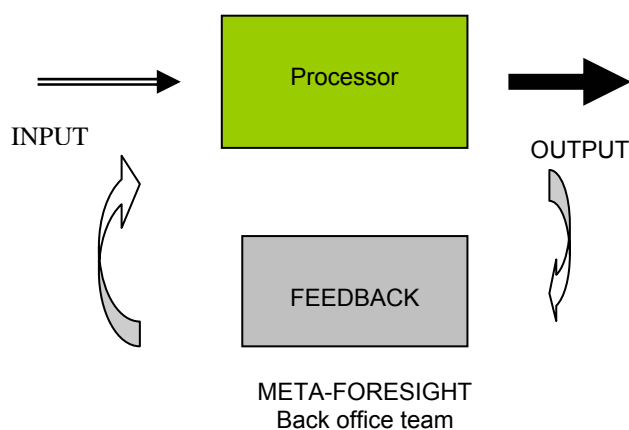 Processor
INPUT
OUTPUT
FEEDBACK
META-FORESIGHT
Back office team